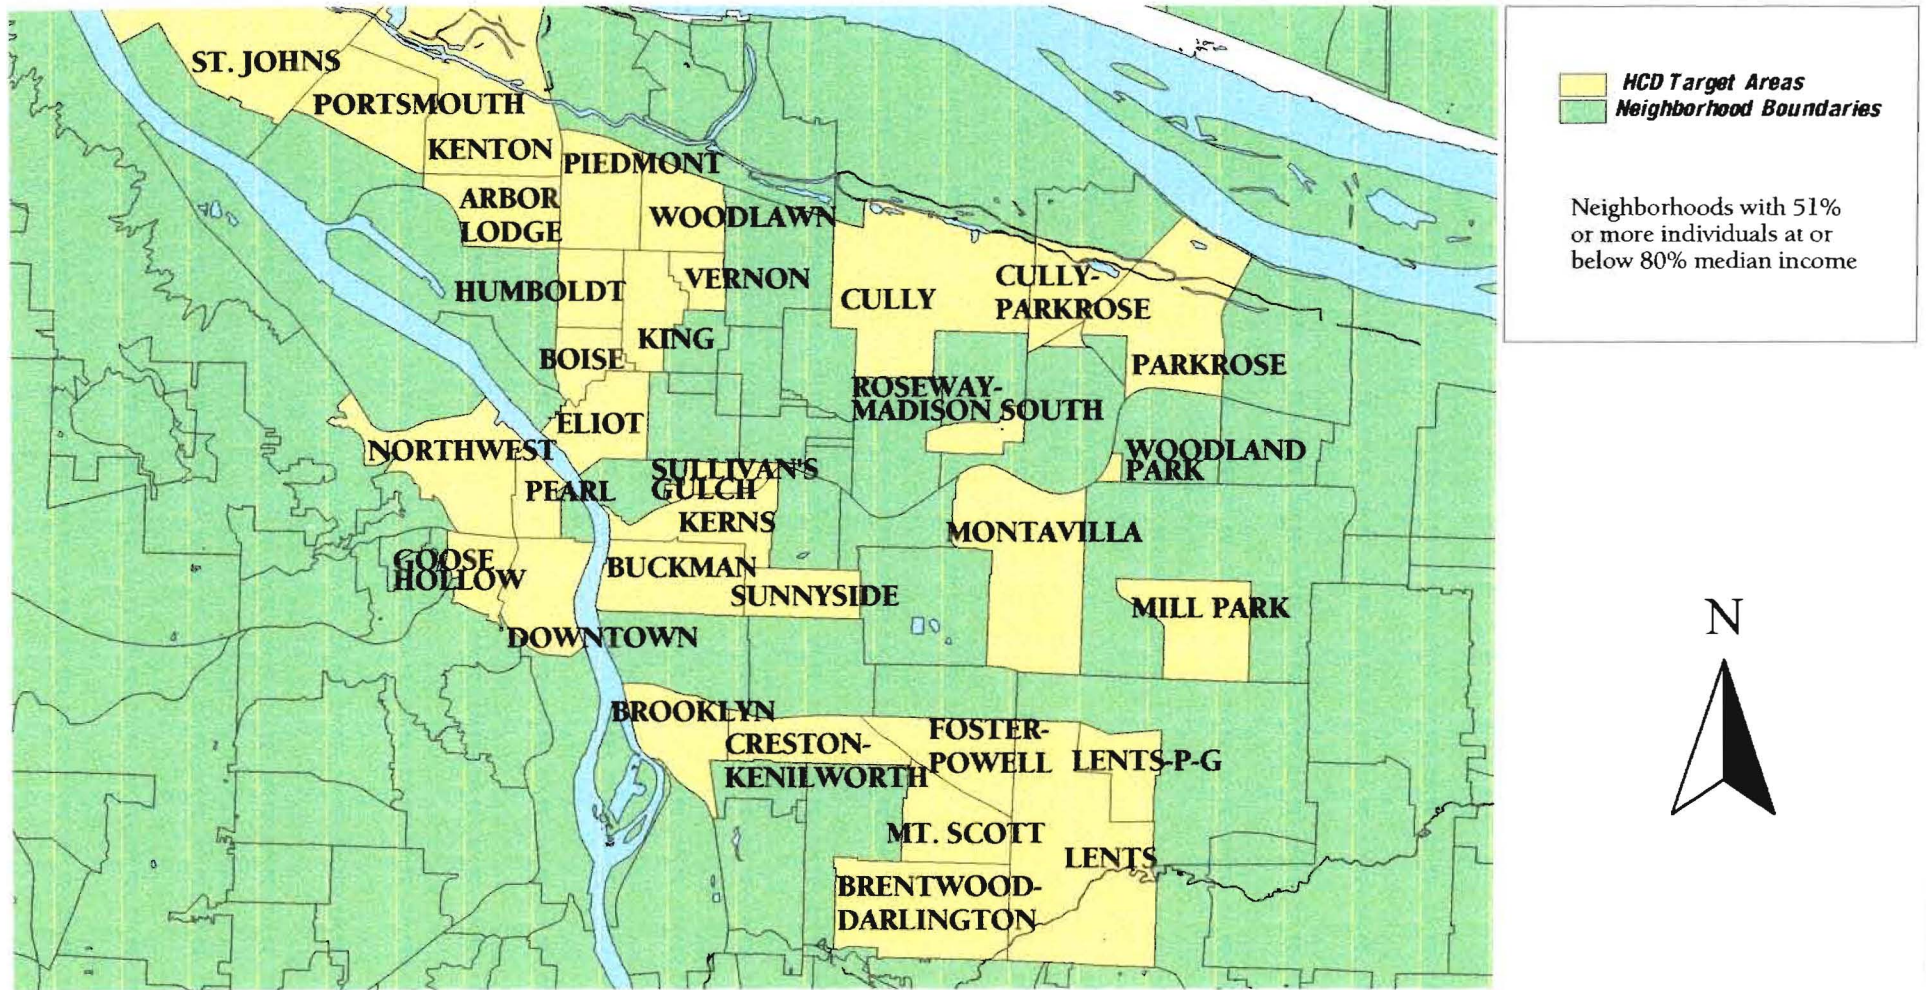 ST. JOHNS
PORTSMOUTH
KENTON
PIEDMONT
ARBOR
LODGE
WOODLAWN
HUMBOLDT
VERNON
CULLY
CULLY-
PARKROSE
KING
BOISE
PARKROSE
ROSEWAY-
MADISON SOUTH
ELIOT
NORTHWEST
WOODLAND
PARK
SULLIVAN'S
GULCH
PEARL
KERNS
MONTAVILLA
GOOSE
HOLLOW
BUCKMAN
SUNNYSIDE
MILL PARK
DOWNTOWN
BROOKLYN
CRESTON-
KENILWORTH
FOSTER-
POWELL
LENTS-P-G
MT. SCOTT
LENTS
BRENTWOOD-
DARLINGTON
HCD Target Areas
Neighborhood Boundaries
Neighborhoods with 51%
or more individuals at or
below 80% median income
N